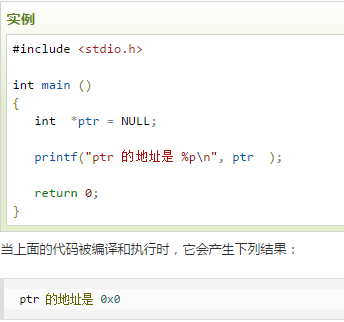 实例
#include <stdio.h>
int main ()
{
int  *ptr = NULL;
printf("ptr 的地址是 %p\n", ptr  );
return 0;
}
当上面的代码被编译和执行时，它会产生下列结果：
ptr 的地址是 0x0